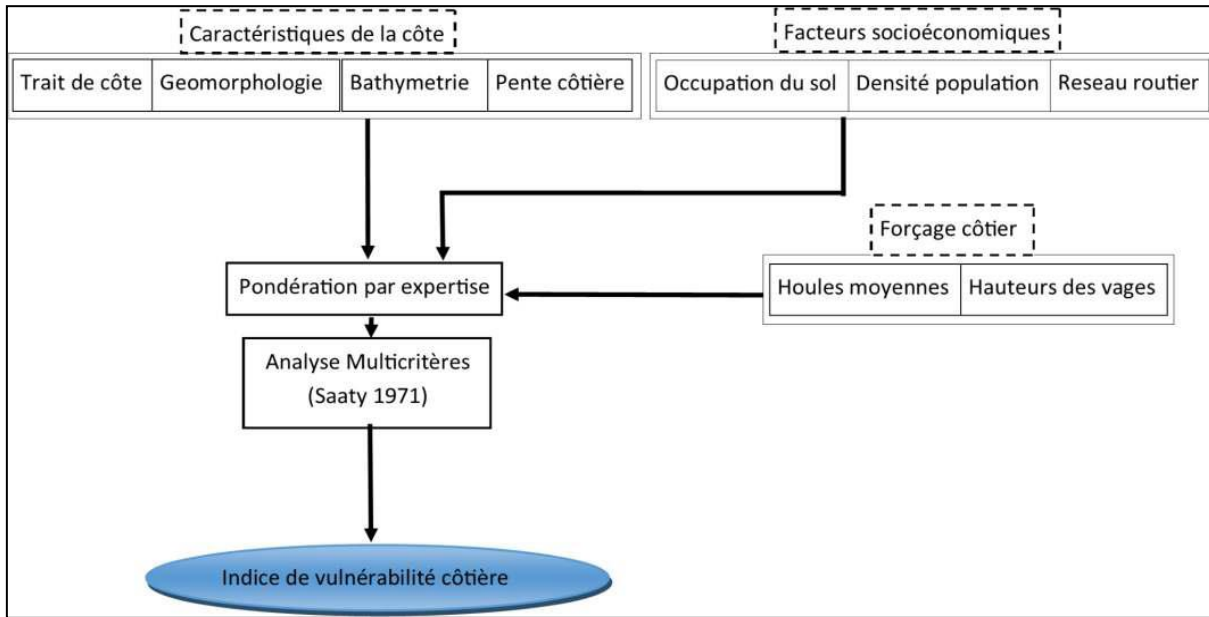 Caractéristiques de la côte
Facteurs socioéconomiques
Trait de côte Geomorphologie Bathymetrie Pente côtière
Occupation du sol Densité population Reseau routier
Forçage côtier
Houles moyennes Hauteurs des vages
Pondération par expertise
Analyse Multicritères
(Saaty 1971)
Indice de vulnérabilité côtière